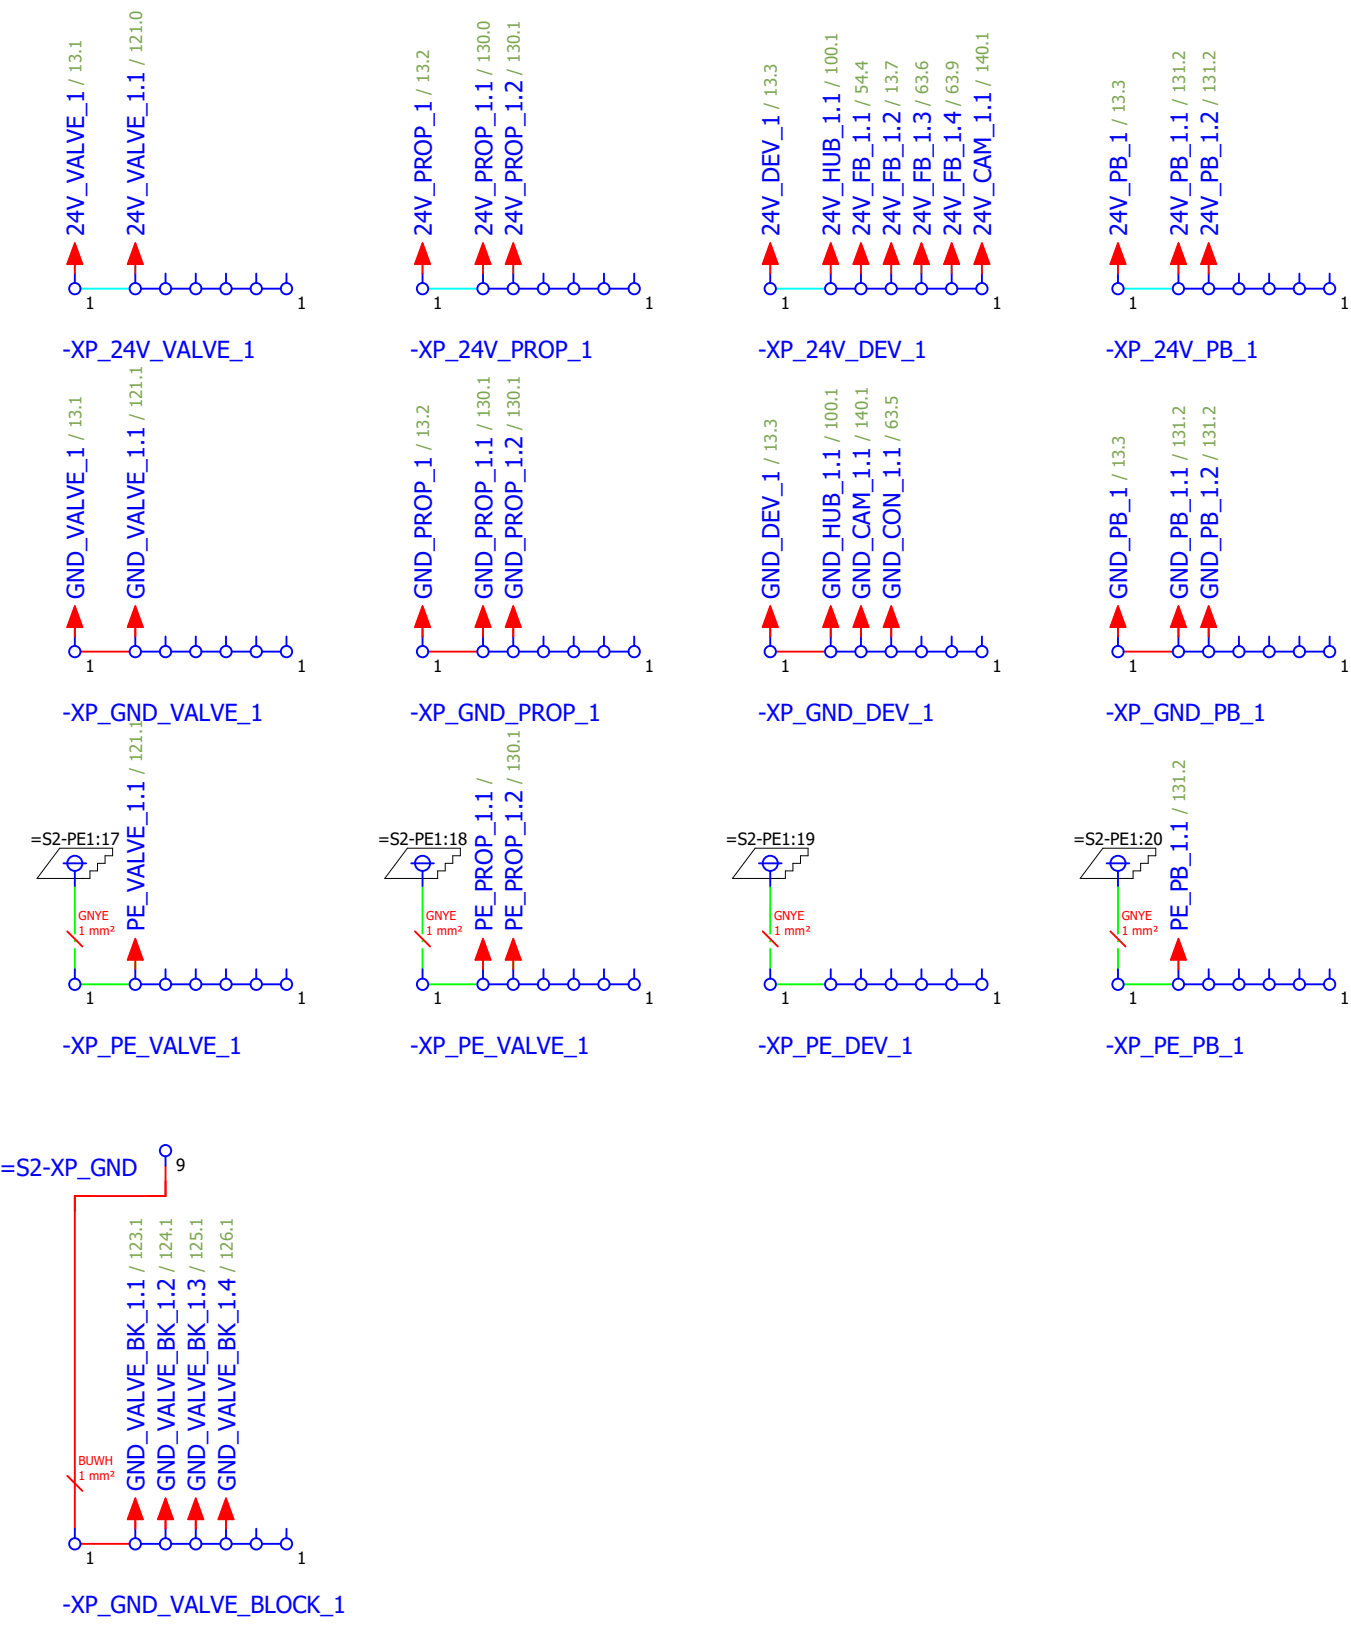 24V_VALVE_1 / 13.1
24V_VALVE_1.1 / 121.0
24V_PROP_1 / 13.2
24V_PROP_1.1 / 130.0
24V_PROP_1.2 / 130.1
24V_DEV_1 / 13.3
24V_HUB_1.1 / 100.1
24V_FB_1.1 / 54.4
24V_FB_1.2 / 13.7
24V_FB_1.3 / 63.6
24V_FB_1.4 / 63.9
24V_CAM_1.1 / 140.1
24V_PB_1 / 13.3
24V_PB_1.1 / 131.2
24V_PB_1.2 / 131.2
1 1 1 1 1 1 1 1
-XP_24V_VALVE_1
-XP_24V_PROP_1
-XP_24V_DEV_1
-XP_24V_PB_1
GND_VALVE_1 / 13.1
GND_VALVE_1.1 / 121.1
GND_PROP_1 / 13.2
GND_PROP_1.1 / 130.1
GND_PROP_1.2 / 130.1
GND_DEV_1 / 13.3
GND_HUB_1.1 / 100.1
GND_CAM_1.1 / 140.1
GND_CON_1.1 / 63.5
GND_PB_1 / 13.3
GND_PB_1.1 / 131.2
GND_PB_1.2 / 131.2
1 1 1 1 1 1 1 1
-XP_GND_VALVE_1
-XP_GND_PROP_1
-XP_GND_DEV_1
-XP_GND_PB_1
=S2-PE1:17
GNYE
1 mm²
PE_VALVE_1.1 / 121.1
=S2-PE1:18
GNYE
1 mm²
PE_PROP_1.1 /
PE_PROP_1.2 / 130.1
=S2-PE1:19
GNYE
1 mm²
=S2-PE1:20
GNYE
1 mm²
PE_PB_1.1 / 131.2
1 1 1 1 1 1 1 1
-XP_PE_VALVE_1
-XP_PE_VALVE_1
-XP_PE_DEV_1
-XP_PE_PB_1
=S2-XP_GND
9
BUWH
1 mm²
GND_VALVE_BK_1.1 / 123.1
GND_VALVE_BK_1.2 / 124.1
GND_VALVE_BK_1.3 / 125.1
GND_VALVE_BK_1.4 / 126.1
1 1
-XP_GND_VALVE_BLOCK_1